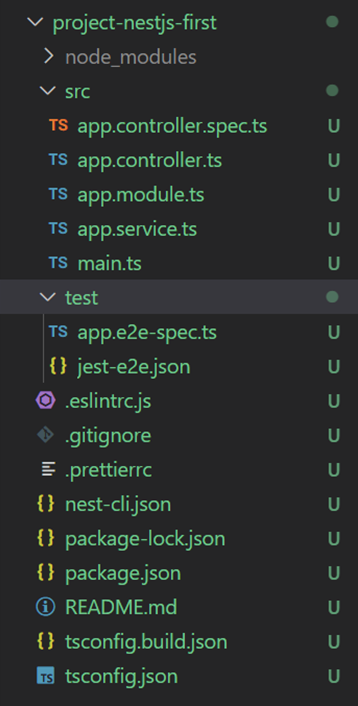 project-nestjs-first
node_modules
src
TS app.controller.spec.ts U
TS app.controller.ts U
TS app.module.ts U
TS app.service.ts U
TS main.ts U
test
TS app.e2e-spec.ts U
{} jest-e2e.json U
.eslintrc.js U
.gitignore U
.prettierrc U
{} nest-cli.json U
{} package-lock.json U
{} package.json U
README.md U
{} tsconfig.build.json U
TS tsconfig.json U